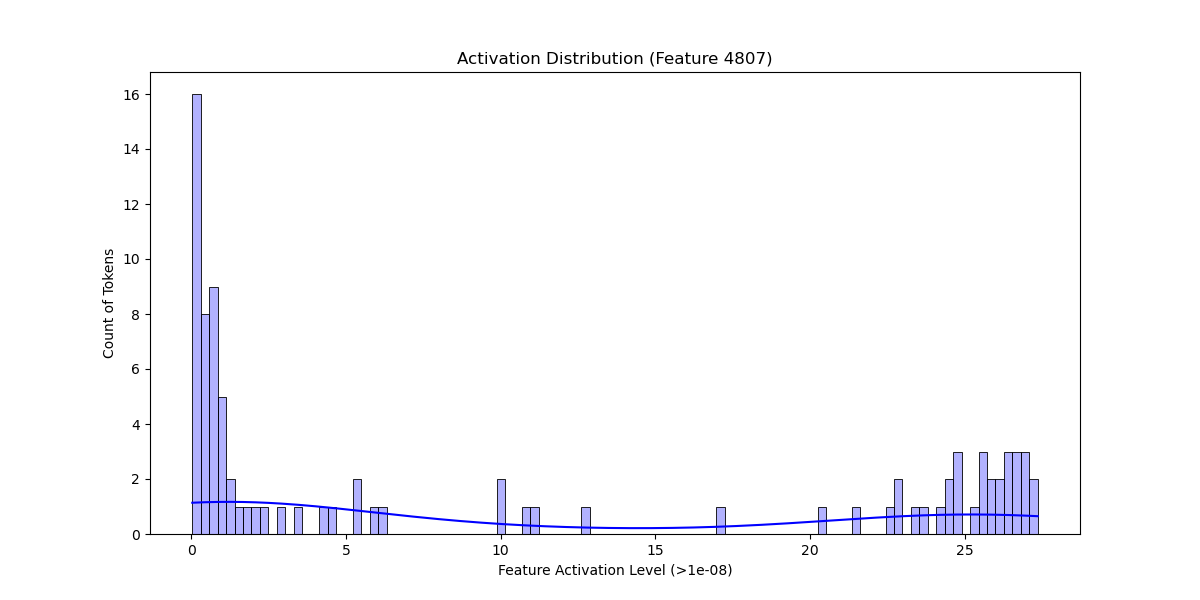 Activation Distribution (Feature 4807)
16
14
12
10
8
6
4
2
0
Count of Tokens
0 5 10 15 20 25
Feature Activation Level (>1e-08)